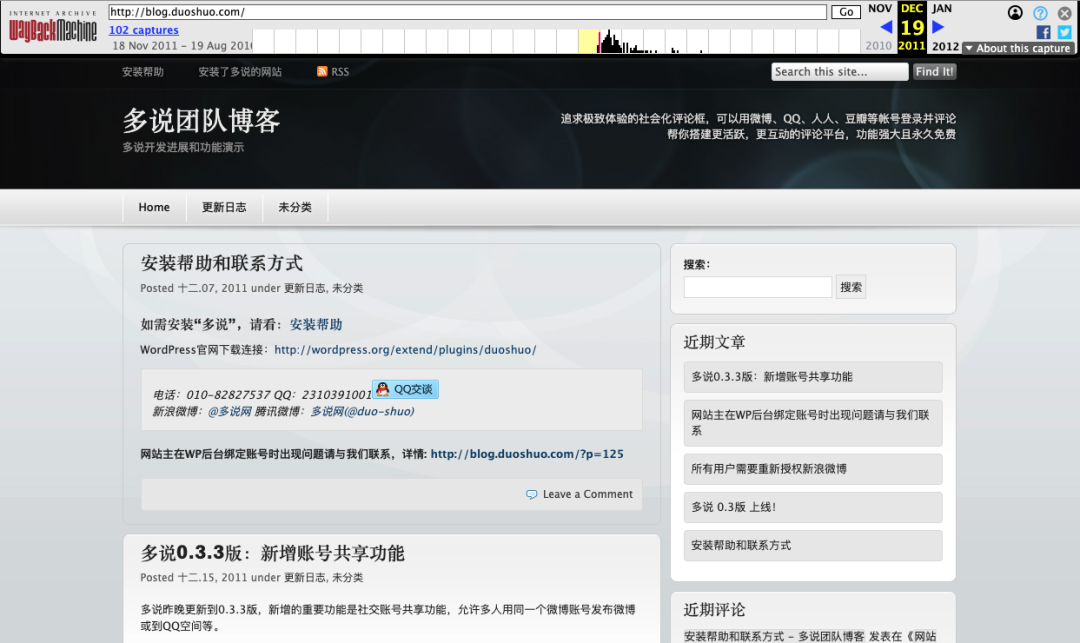 INTERNET ARCHIVE
WayBackMachine
http://blog.duoshuo.com/
Go
NOV DEC JAN
102 captures
19
18 Nov 2011 – 19 Aug 2016
2010 2011 2012
About this capture
安装帮助 安装了多说的网站 RSS
Search this site... Find It!
多说团队博客
多说开发进展和功能演示
追求极致体验的社会化评论框，可以用微博、QQ、人人、豆瓣等帐号登录并评论
帮你搭建更活跃，更互动的评论平台，功能强大且永久免费
Home 更新日志 未分类
安装帮助和联系方式
Posted 十二.07, 2011 under 更新日志, 未分类
如需安装“多说”，请看：安装帮助
WordPress官网下载连接：http://wordpress.org/extend/plugins/duoshuo/
电话：010-82827537 QQ：2310391001 QQ交谈
新浪微博：@多说网 腾讯微博：多说网(@duo-shuo)
网站主在WP后台绑定账号时出现问题请与我们联系，详情: http://blog.duoshuo.com/?p=125
Leave a Comment
多说0.3.3版：新增账号共享功能
Posted 十二.15, 2011 under 更新日志, 未分类
多说昨晚更新到0.3.3版，新增的重要功能是社交账号共享功能，允许多人用同一个微博账号发布微博
或到QQ空间等。
搜索：
搜索
近期文章
多说0.3.3版：新增账号共享功能
网站主在WP后台绑定账号时出现问题请与我们联
系
所有用户需要重新授权新浪微博
多说 0.3版 上线！
安装帮助和联系方式
近期评论
安装帮助和联系方式 – 多说团队博客 发表在《网站